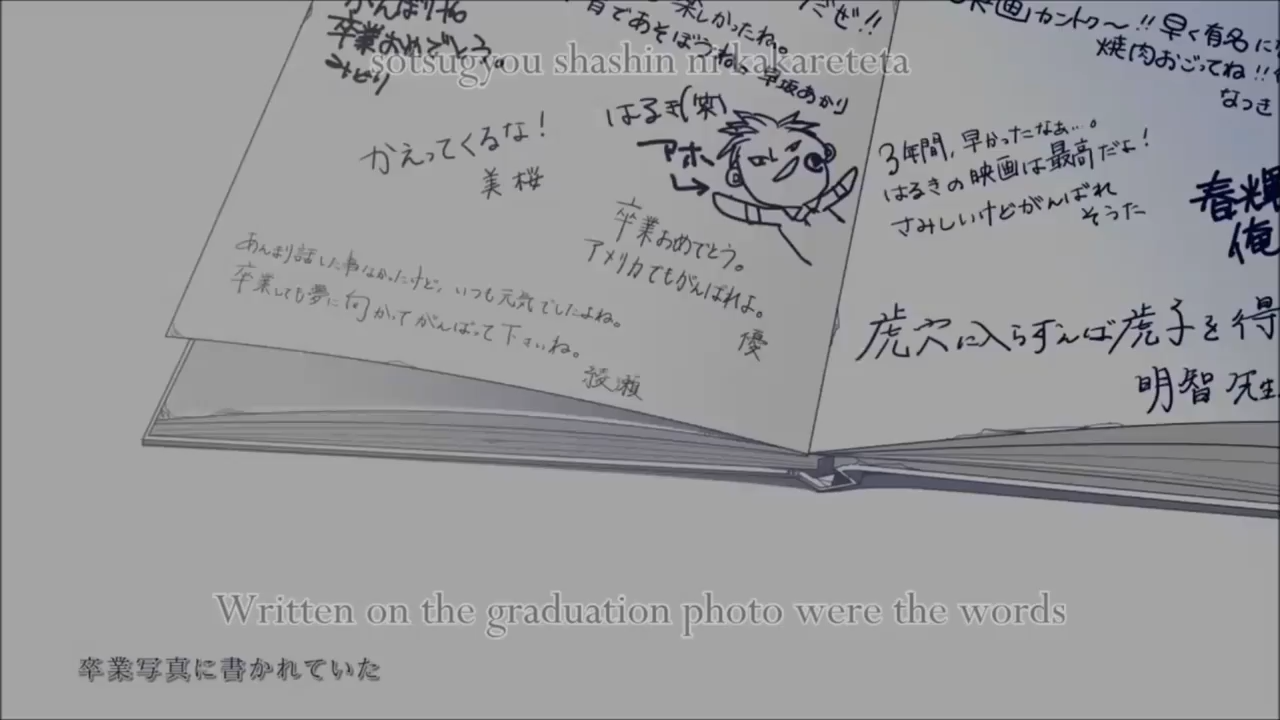 卒業おめでとう。
みどり
楽しかったね。
であそぼうね〜 早坂あかり
だぜ!!
sotsugyou shashin ni kakareteta
かえってくるな!
美桜
はるき(笑)
アホ
卒業おめでとう。
アメリカでもがんばれよ。
優
あんまり話した事なかったけど、いつも元気でしたよね。
卒業しても夢に向かってがんばって下さいね。
綾瀬
映画カントク〜!!早く有名に
焼肉おごってね!!
なつき
3年間、早かったなぁ…。
はるきの映画は最高だよ!
さみしいけどがんばれ
そうた
春輝
俺
虎穴に入らずんば虎子を得
明智先生
Written on the graduation photo were the words
卒業写真に書かれていた